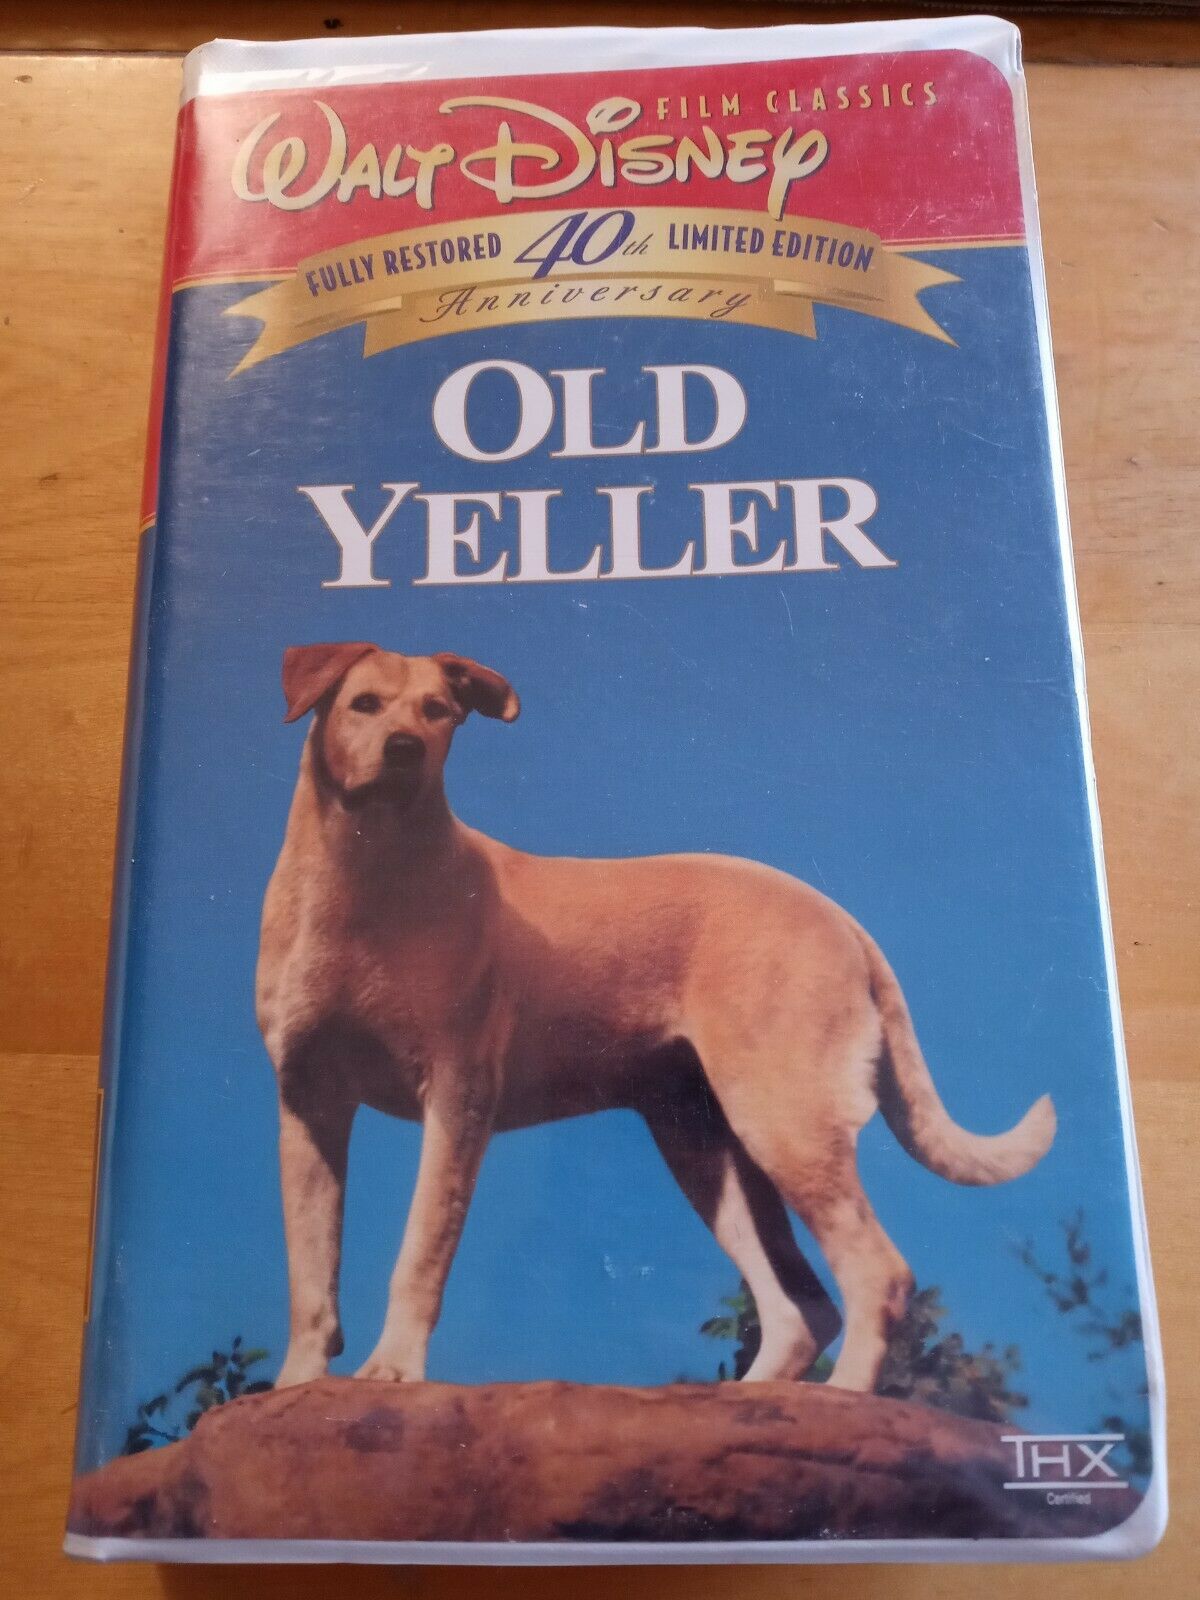 FILM CLASSICS
WALT DISNEY
FULLY RESTORED 40th LIMITED EDITION
Anniversary
OLD
YELLER
THX
Certified